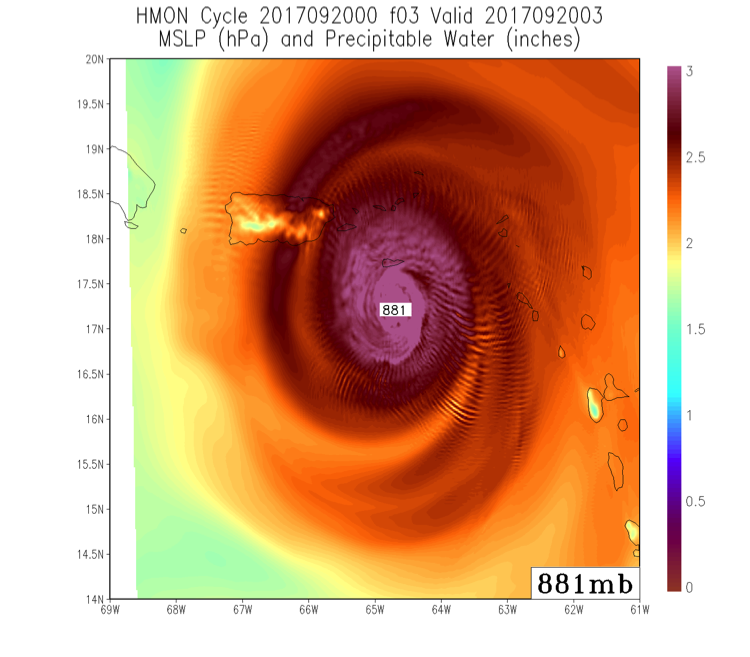 HMON Cycle 2017092000 f03 Valid 2017092003
MSLP (hPa) and Precipitable Water (inches)
20N
19.5N
19N
18.5N
18N
17.5N
17N
16.5N
16N
15.5N
15N
14.5N
14N
69W 68W 67W 66W 65W 64W 63W 62W 61W
881
881mb
3
2.5
2
1.5
1
0.5
0